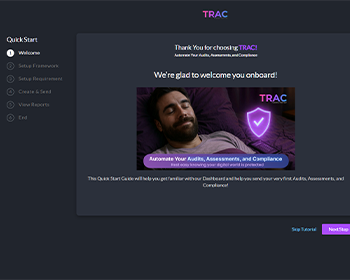 TRAC
Quick Start
1 Welcome
2 Setup Framework
3 Setup Requirement
4 Create & Send
5 View Reports
6 End
Thank You for choosing TRAC!
Automate Your Audits, Assessments, and Compliance
We're glad to welcome you onboard!
TRAC
Automate Your Audits, Assessments, and Compliance
Rest easy knowing your digital world is protected
This Quick Start Guide will help you get familiar with our Dashboard and help you send your very first Audits, Assessments, and
Compliance!
Skip Tutorial
Next Step